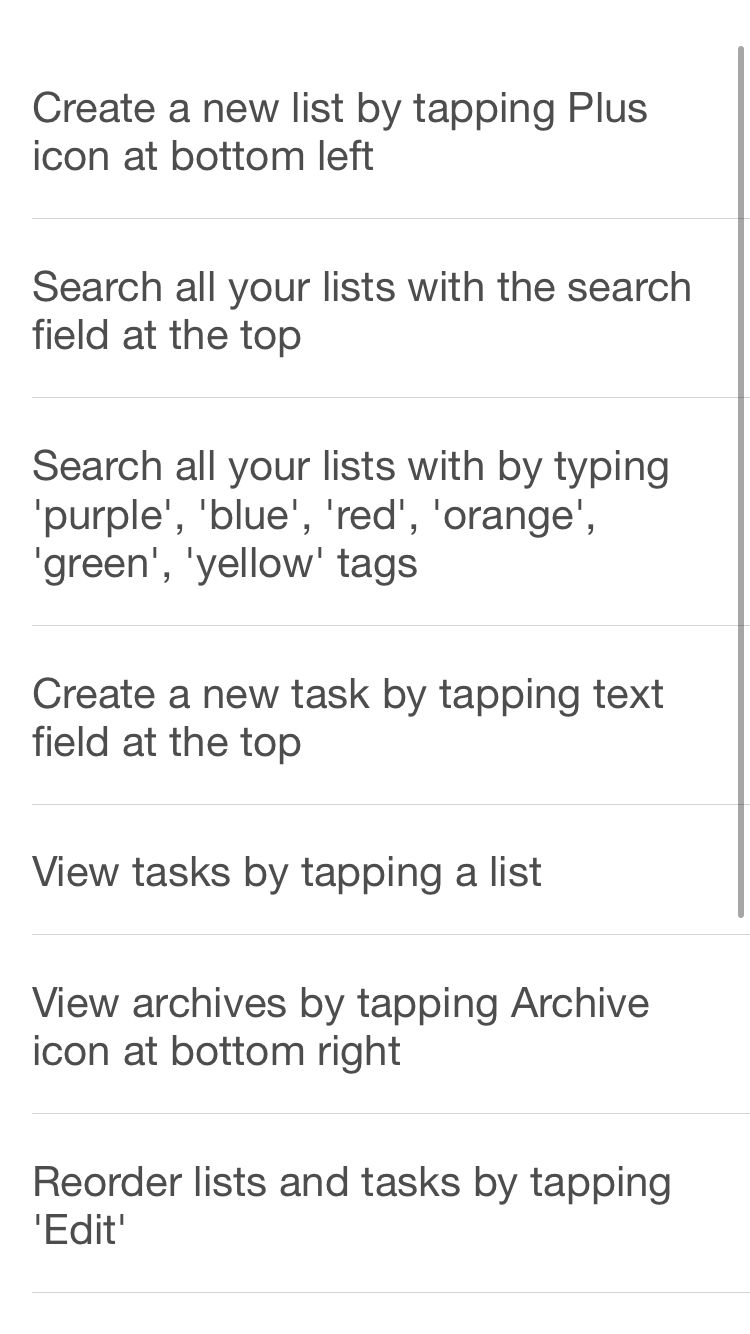 Create a new list by tapping Plus
icon at bottom left
Search all your lists with the search
field at the top
Search all your lists with by typing
'purple', 'blue', 'red', 'orange',
'green', 'yellow' tags
Create a new task by tapping text
field at the top
View tasks by tapping a list
View archives by tapping Archive
icon at bottom right
Reorder lists and tasks by tapping
'Edit'